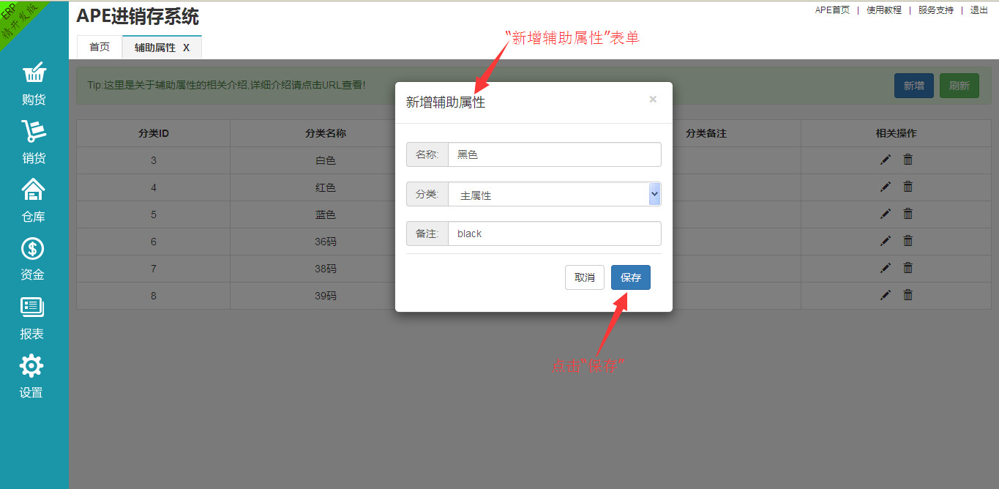 ERP
精开发版
APE进销存系统
APE首页 | 使用教程 | 服务支持 | 退出
首页
辅助属性 X
“新增辅助属性”表单
购货
销货
仓库
资金
报表
设置
Tip:这里是关于辅助属性的相关介绍,详细介绍请点击URL查看!
新增
刷新
分类ID 分类名称 分类备注 相关操作
3 白色
4 红色
5 蓝色
6 36码
7 38码
8 39码
新增辅助属性 ×
名称: 黑色
分类: 主属性
备注: black
取消 保存
点击“保存”